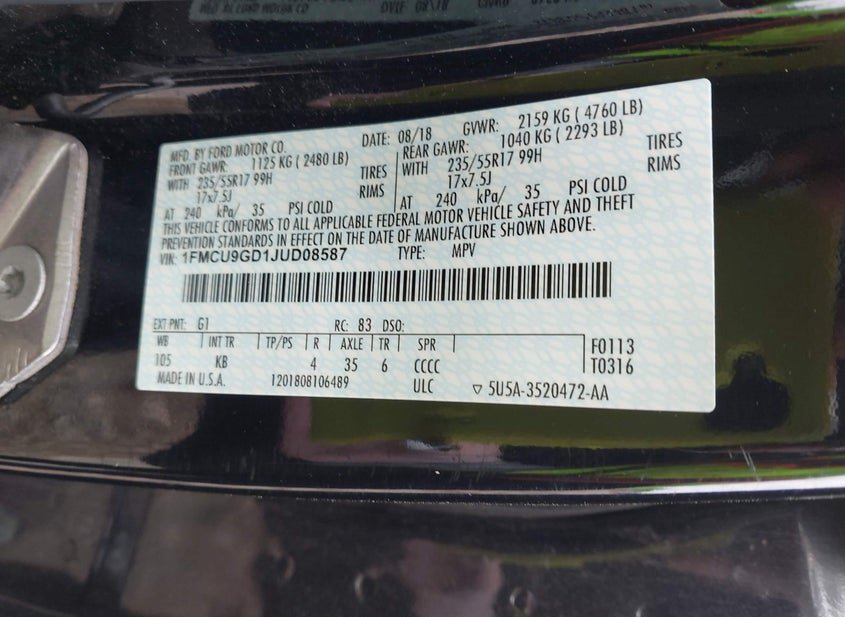 MFD. BY FORD MOTOR CO. DATE: 08/18 GVWR: 2159 KG ( 4760 LB)
FRONT GAWR: 1125 KG ( 2480 LB) REAR GAWR: 1040 KG ( 2293 LB)
WITH 235/55R17 99H TIRES WITH 235/55R17 99H TIRES
17x7.5J RIMS 17x7.5J RIMS
AT 240 kPa/ 35 PSI COLD AT 240 kPa/ 35 PSI COLD
THIS VEHICLE CONFORMS TO ALL APPLICABLE FEDERAL MOTOR VEHICLE SAFETY AND THEFT
PREVENTION STANDARDS IN EFFECT ON THE DATE OF MANUFACTURE SHOWN ABOVE.
VIN: 1FMCU9GD1JUD08587 TYPE: MPV
EXT PNT: G1 RC: 83 DSO:
WB INT TR TP/PS R AXLE TR SPR F0113
105 KB 4 35 6 CCCC T0316
MADE IN U.S.A. 1201808106489 ULC ▽ 5U5A-3520472-AA